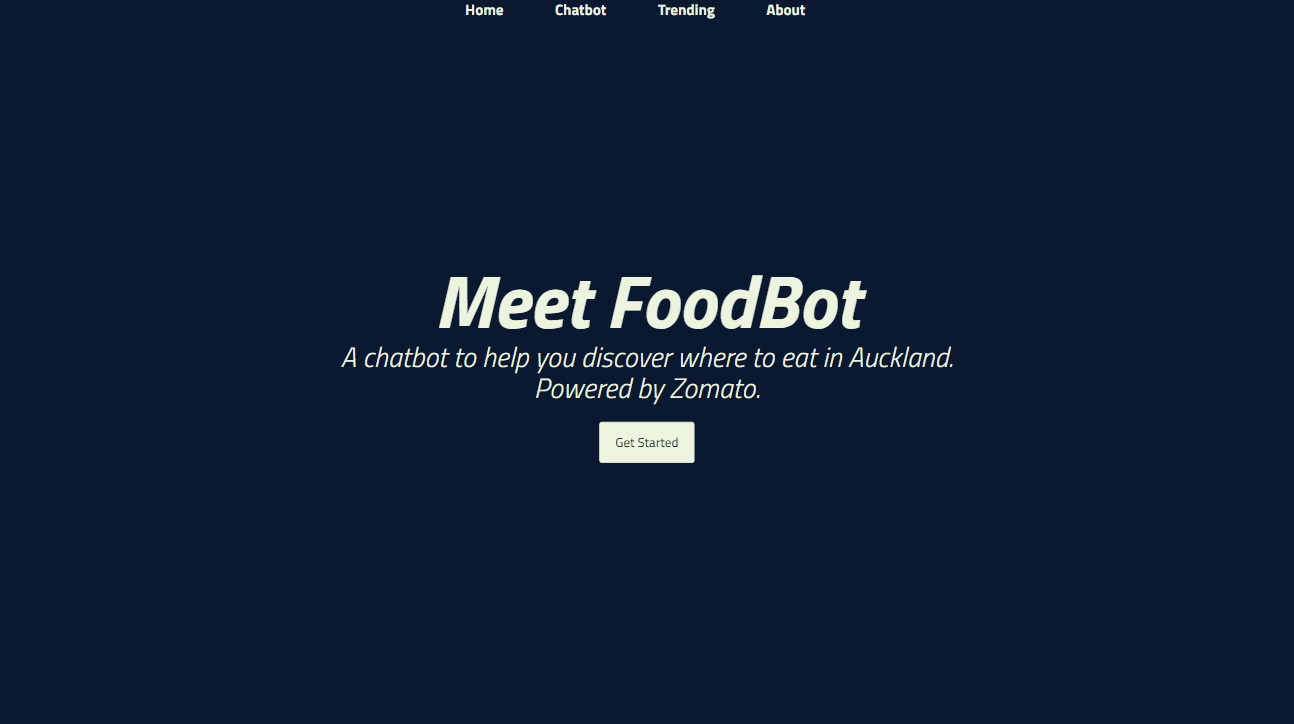 Home Chatbot Trending About
Meet FoodBot
A chatbot to help you discover where to eat in Auckland.
Powered by Zomato.
Get Started